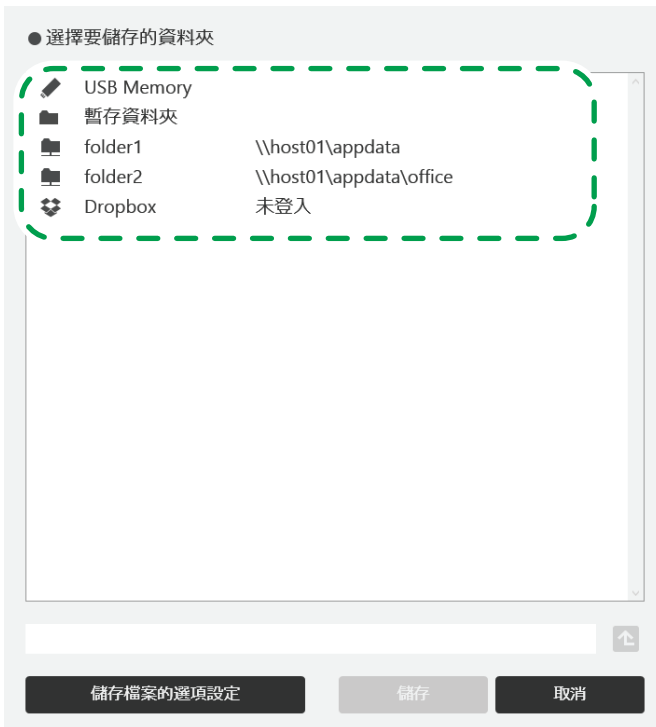 ●選擇要儲存的資料夾
USB Memory
暫存資料夾
folder1 \\host01\appdata
folder2 \\host01\appdata\office
Dropbox 未登入
儲存檔案的選項設定 儲存 取消